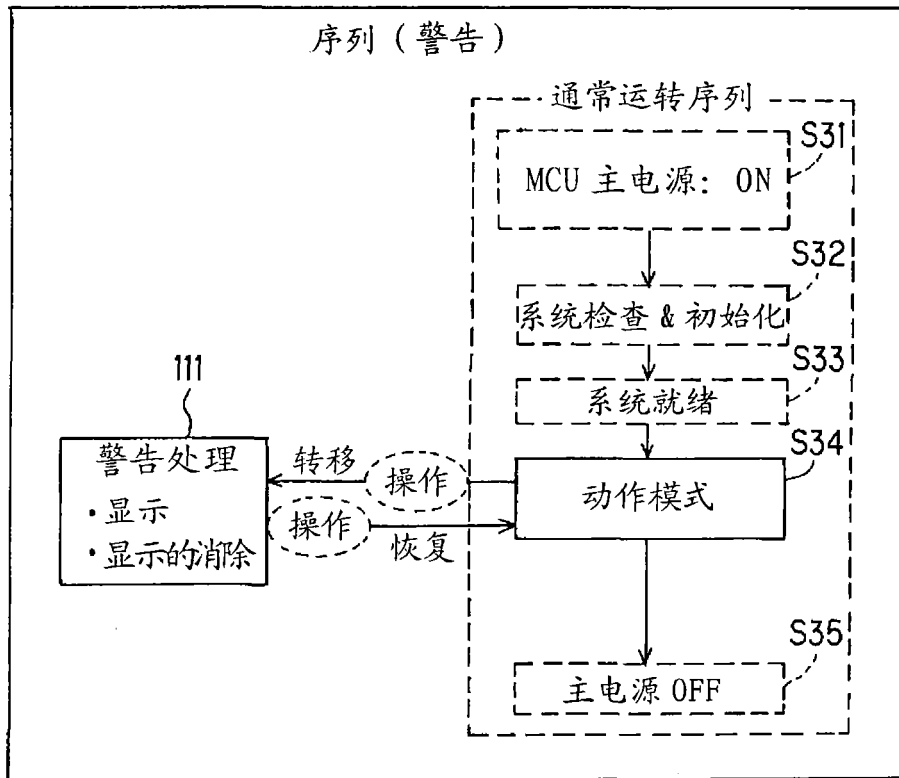 序列(警告)
通常运转序列
S31
MCU 主电源: ON
S32
系统检查 & 初始化
S33
系统就绪
S34
动作模式
111
警告处理
·显示
·显示的消除
转移
操作
操作
恢复
S35
主电源 OFF